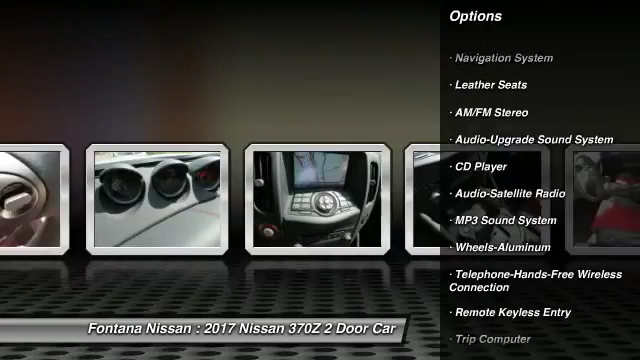 Options
· Navigation System
· Leather Seats
· AM/FM Stereo
· Audio-Upgrade Sound System
· CD Player
· Audio-Satellite Radio
· MP3 Sound System
· Wheels-Aluminum
· Telephone-Hands-Free Wireless
Connection
· Remote Keyless Entry
· Trip Computer
Fontana Nissan : 2017 Nissan 370Z 2 Door Car